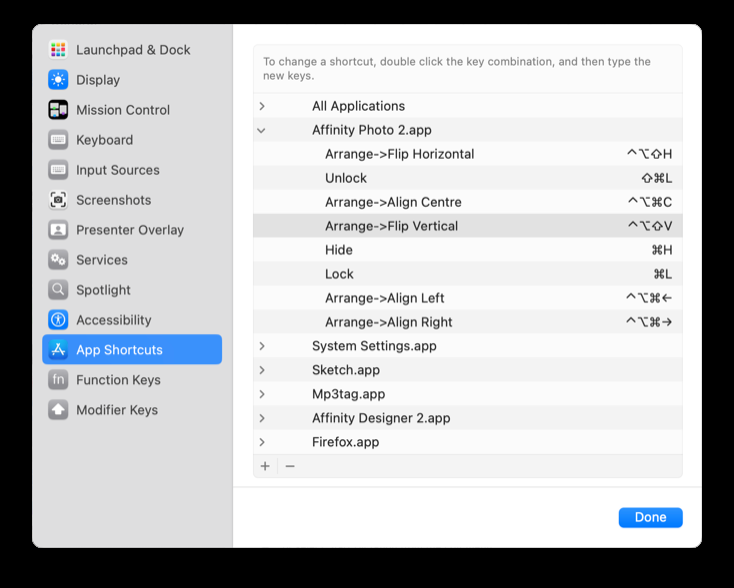 Launchpad & Dock
Display
Mission Control
Keyboard
Input Sources
Screenshots
Presenter Overlay
Services
Spotlight
Accessibility
App Shortcuts
fn Function Keys
Modifier Keys
To change a shortcut, double click the key combination, and then type the
new keys.
All Applications
Affinity Photo 2.app
Arrange->Flip Horizontal ⌃⌥⇧H
Unlock ⇧⌘L
Arrange->Align Centre ⌃⌥⌘C
Arrange->Flip Vertical ⌃⌥⇧V
Hide ⌘H
Lock ⌘L
Arrange->Align Left ⌃⌥⌘←
Arrange->Align Right ⌃⌥⌘→
System Settings.app
Sketch.app
Mp3tag.app
Affinity Designer 2.app
Firefox.app
+ −
Done